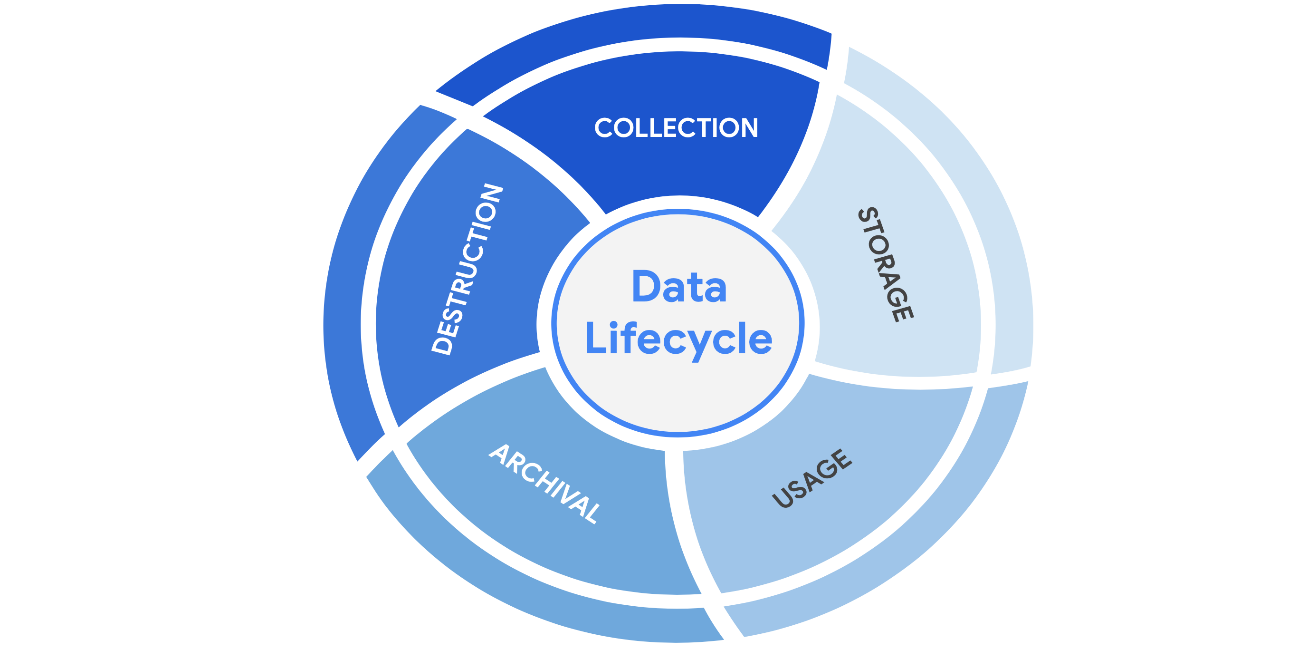 COLLECTION
STORAGE
USAGE
ARCHIVAL
DESTRUCTION
Data
Lifecycle